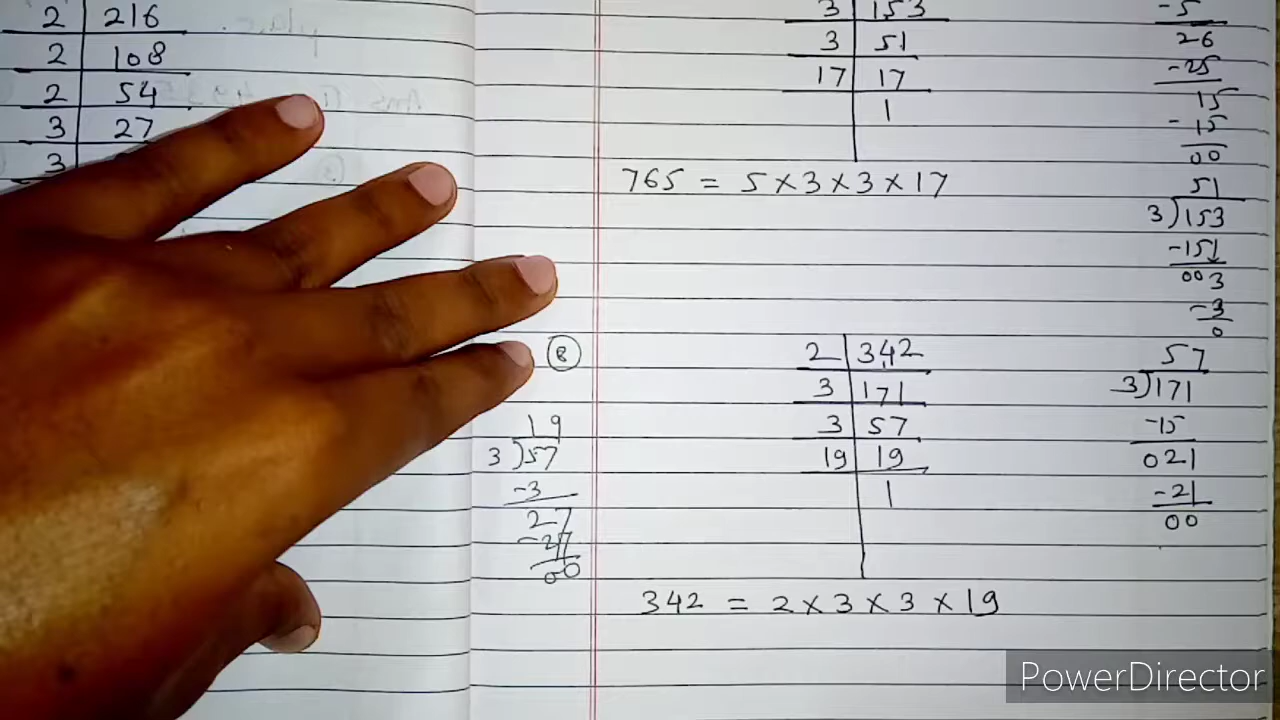 2 | 216
2 | 108
2 | 54
3 | 27
3
3 | 153
3 | 51
17 | 17
1
765 = 5 × 3 × 3 × 17
-5
26
-25
15
-15
00
51
3)153
-151
003
-3
0
8
2 | 342
3 | 171
3 | 57
19 | 19
1
19
3)57
-3
27
-27
00
57
3)171
-15
021
-21
00
342 = 2 × 3 × 3 × 19
PowerDirector